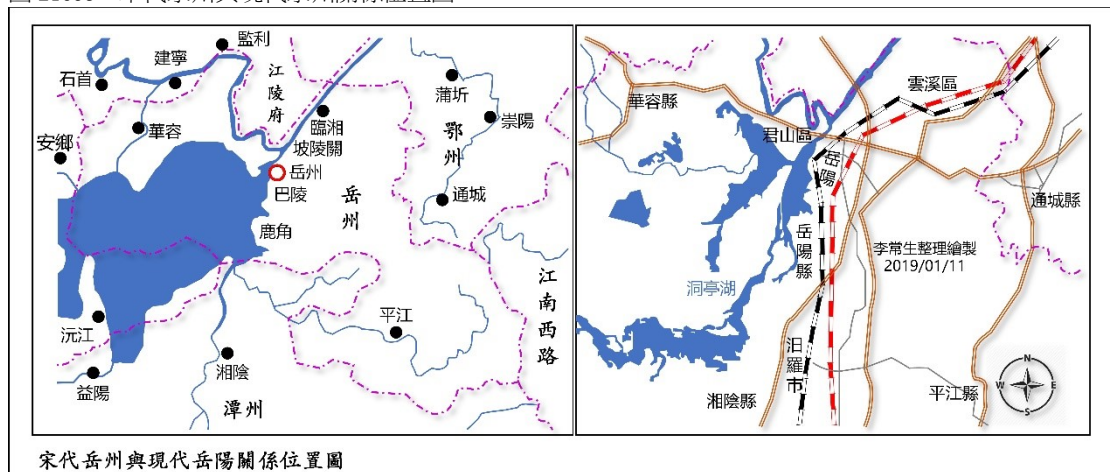 監利
建寧
石首
江陵府
蒲圻
臨湘
崇陽
華容
鄂州
安鄉
坡陵關
岳州
巴陵
岳州
通城
鹿角
江南西路
沅江
平江
湘陰
益陽
潭州
雲溪區
華容縣
君山區
岳陽
通城縣
岳陽縣
李常生整理繪製
2019/01/11
洞亭湖
汨羅市
湘陰縣
平江縣
N
W
E
S
宋代岳州與現代岳陽關係位置圖